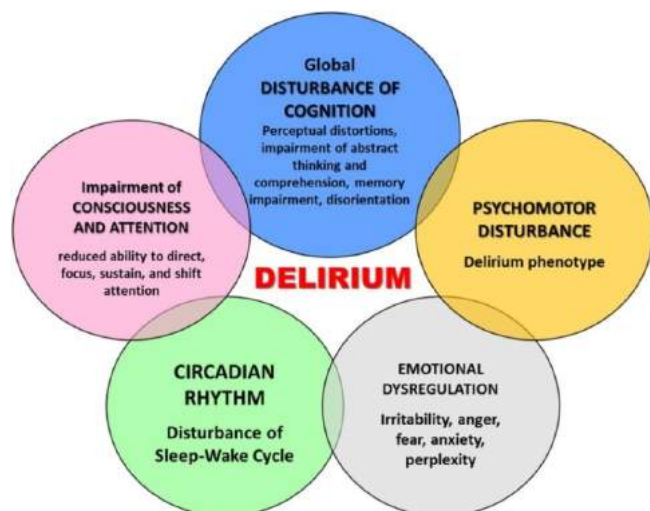 Global
DISTURBANCE OF
COGNITION
Perceptual distortions,
impairment of abstract
thinking and
comprehension, memory
impairment, disorientation
Impairment of
CONSCIOUSNESS
AND ATTENTION
reduced ability to direct,
focus, sustain, and shift
attention
PSYCHOMOTOR
DISTURBANCE
Delirium phenotype
DELIRIUM
CIRCADIAN
RHYTHM
Disturbance of
Sleep-Wake Cycle
EMOTIONAL
DYSREGULATION
Irritability, anger,
fear, anxiety,
perplexity